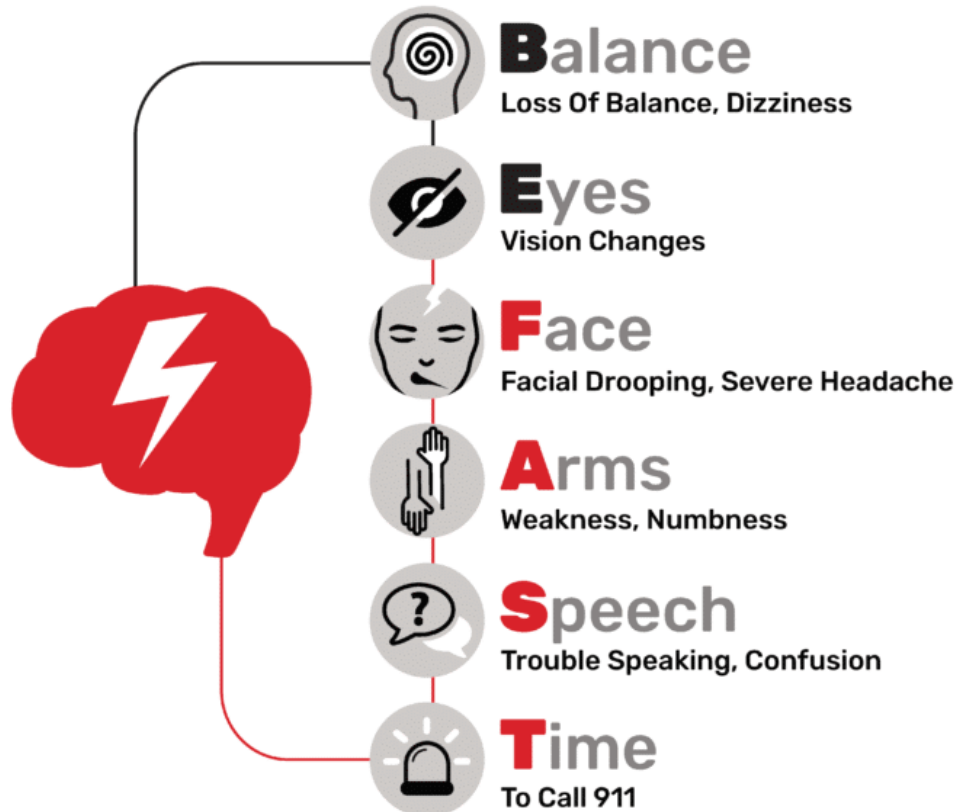 Balance
Loss Of Balance, Dizziness
Eyes
Vision Changes
Face
Facial Drooping, Severe Headache
Arms
Weakness, Numbness
?
Speech
Trouble Speaking, Confusion
Time
To Call 911